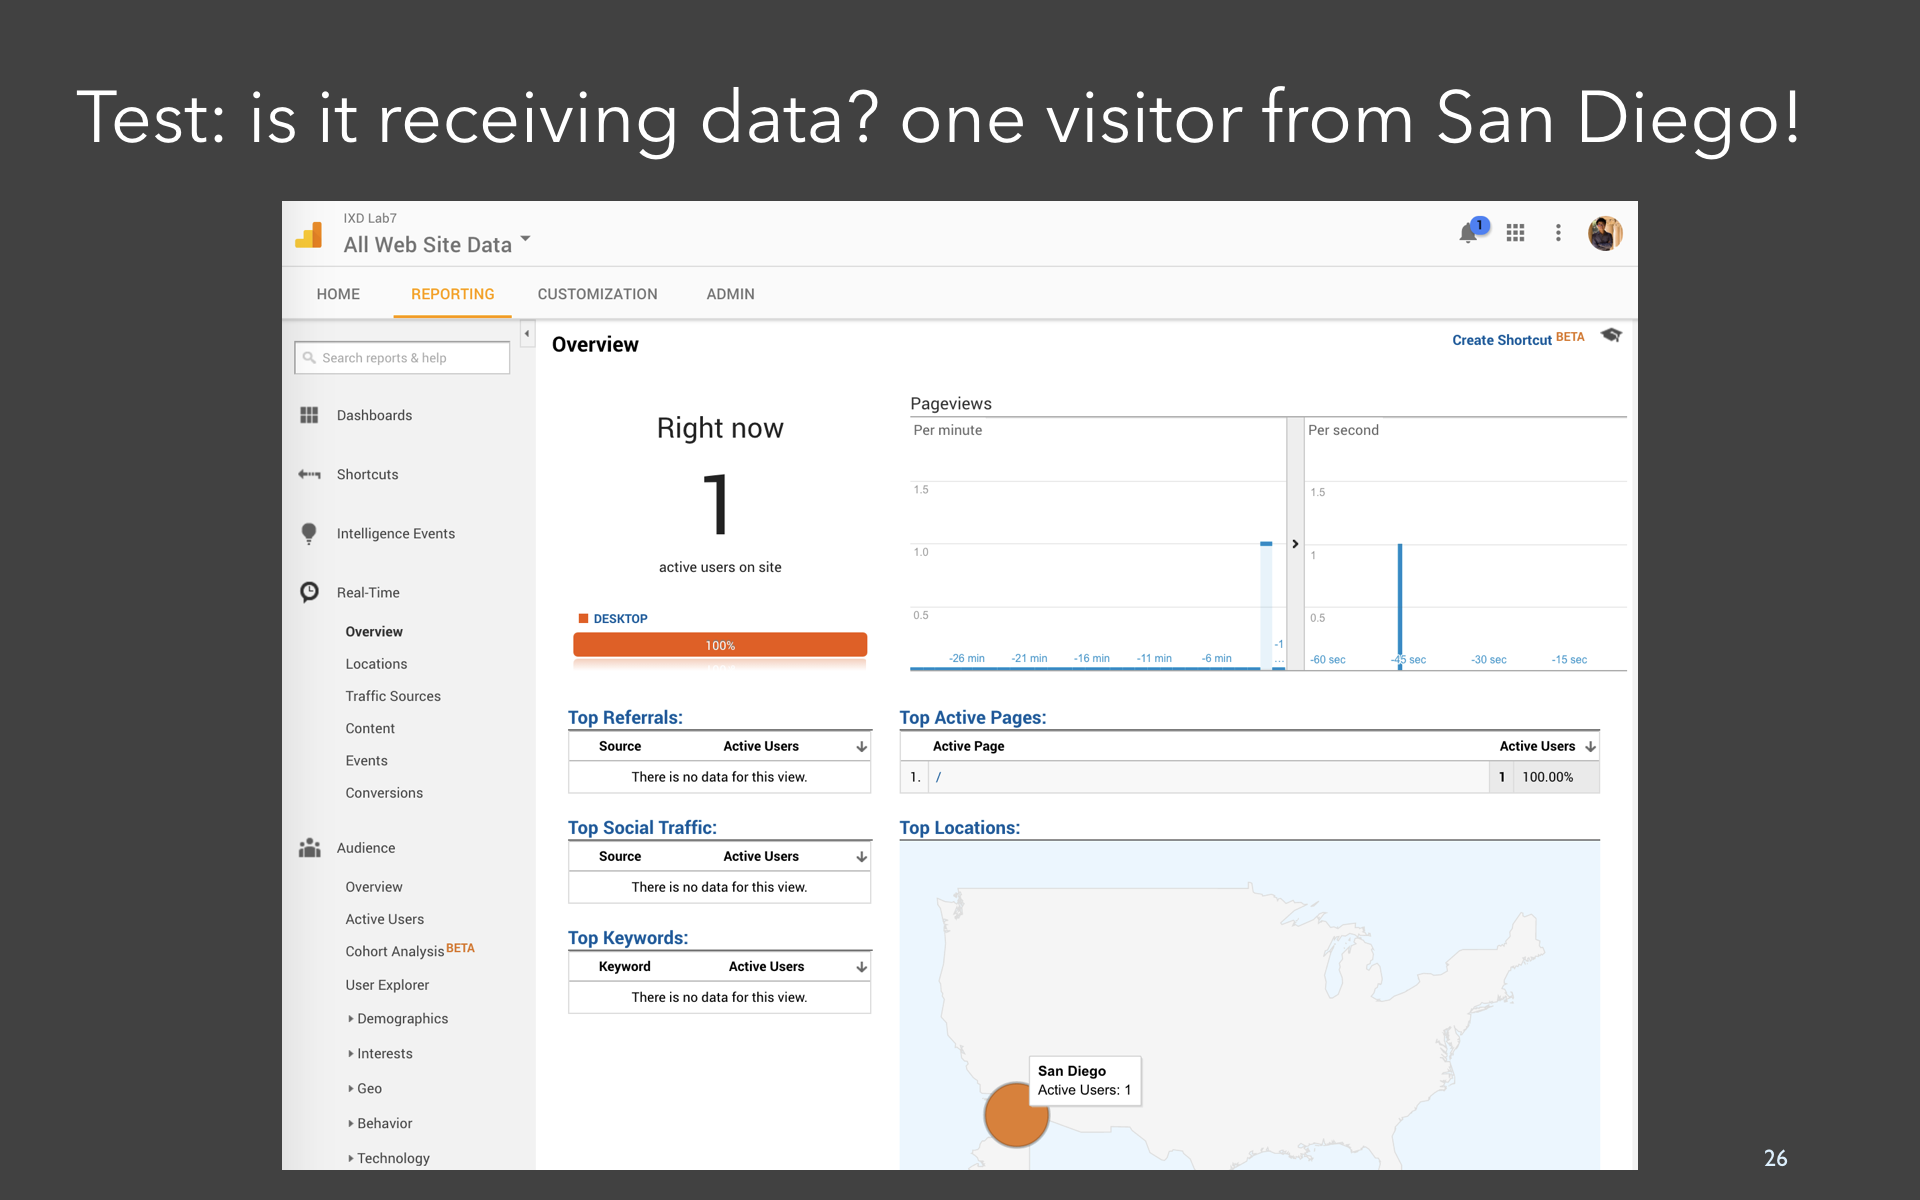 Test: is it receiving data? one visitor from San Diego!
IXD Lab7
All Web Site Data
1
HOME
REPORTING
CUSTOMIZATION
ADMIN
Search reports & help
Dashboards
Shortcuts
Intelligence Events
Real-Time
Overview
Locations
Traffic Sources
Content
Events
Conversions
Audience
Overview
Active Users
Cohort Analysis BETA
User Explorer
Demographics
Interests
Geo
Behavior
Technology
Overview
Create Shortcut BETA
Right now
1
active users on site
DESKTOP
100%
Pageviews
Per minute
1.5
1.0
0.5
-26 min
-21 min
-16 min
-11 min
-6 min
-1
...
Per second
1.5
1
0.5
-60 sec
-45 sec
-30 sec
-15 sec
Top Referrals:
Source Active Users
There is no data for this view.
Top Social Traffic:
Source Active Users
There is no data for this view.
Top Keywords:
Keyword Active Users
There is no data for this view.
Top Active Pages:
Active Page Active Users
1. / 1 100.00%
Top Locations:
San Diego
Active Users: 1
26